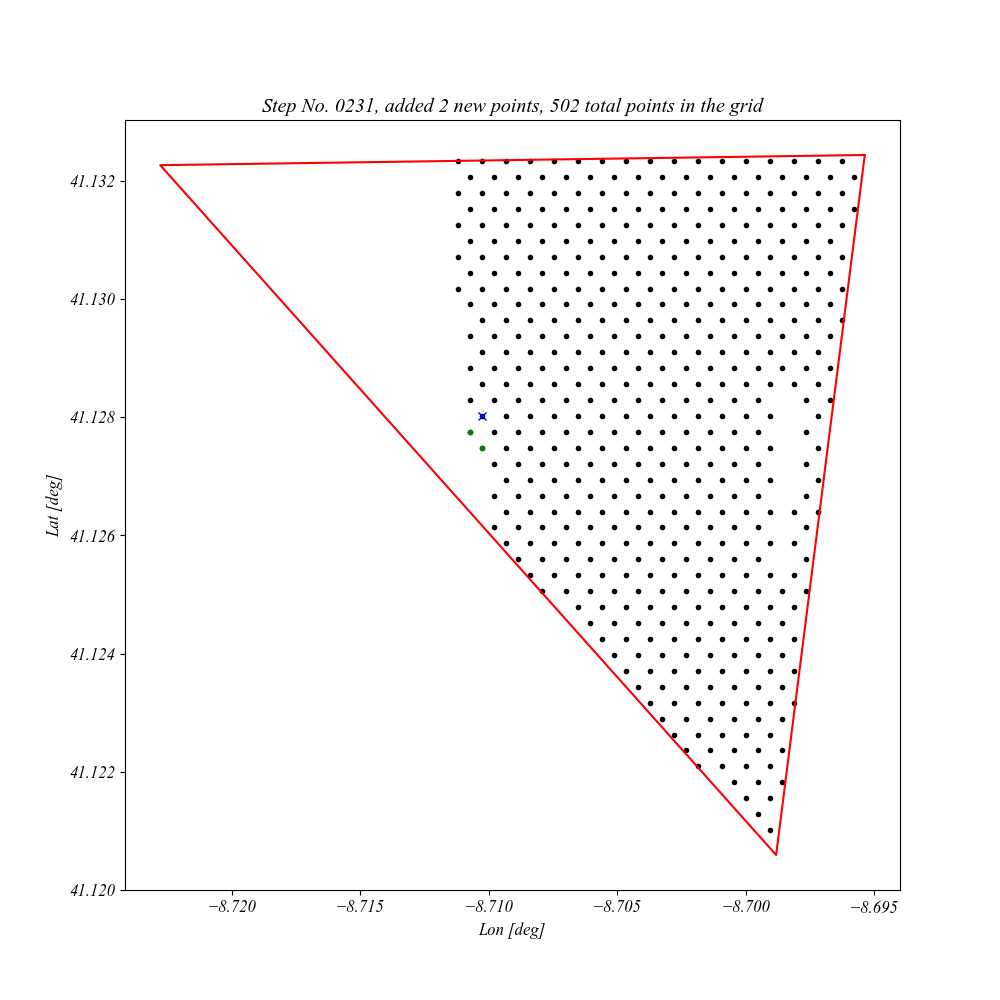 Step No. 0231, added 2 new points, 502 total points in the grid
41.132
41.130
41.128
41.126
41.124
41.122
41.120
Lat [deg]
−8.720 −8.715 −8.710 −8.705 −8.700 −8.695
Lon [deg]